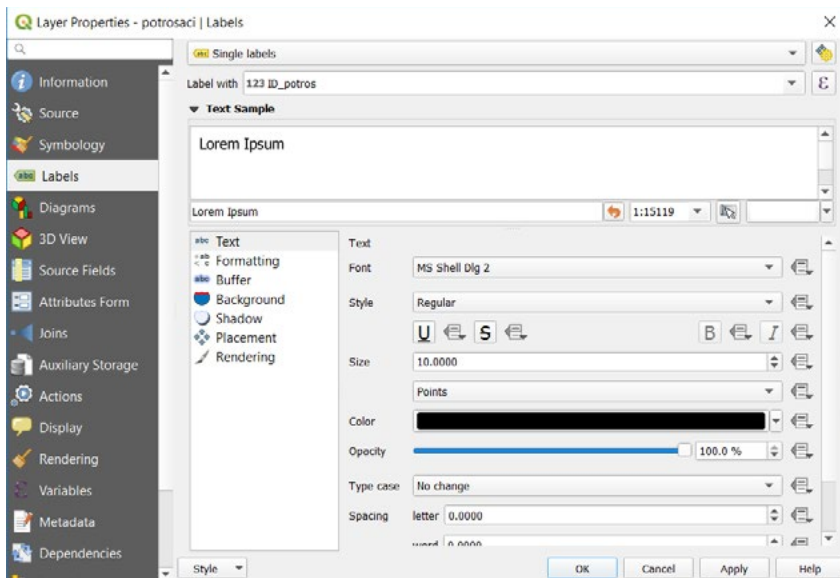 Layer Properties - potrosaci | Labels
Information
Source
Symbology
Labels
Diagrams
3D View
Source Fields
Attributes Form
Joins
Auxiliary Storage
Actions
Display
Rendering
Variables
Metadata
Dependencies
Single labels
Label with 123 ID_potros
Text Sample
Lorem Ipsum
Lorem Ipsum 1:15119
Text
Formatting
Buffer
Background
Shadow
Placement
Rendering
Text
Font MS Shell Dlg 2
Style Regular
U S B I
Size 10.0000
Points
Color
Opacity 100.0 %
Type case No change
Spacing letter 0.0000
word 0.0000
Style OK Cancel Apply Help